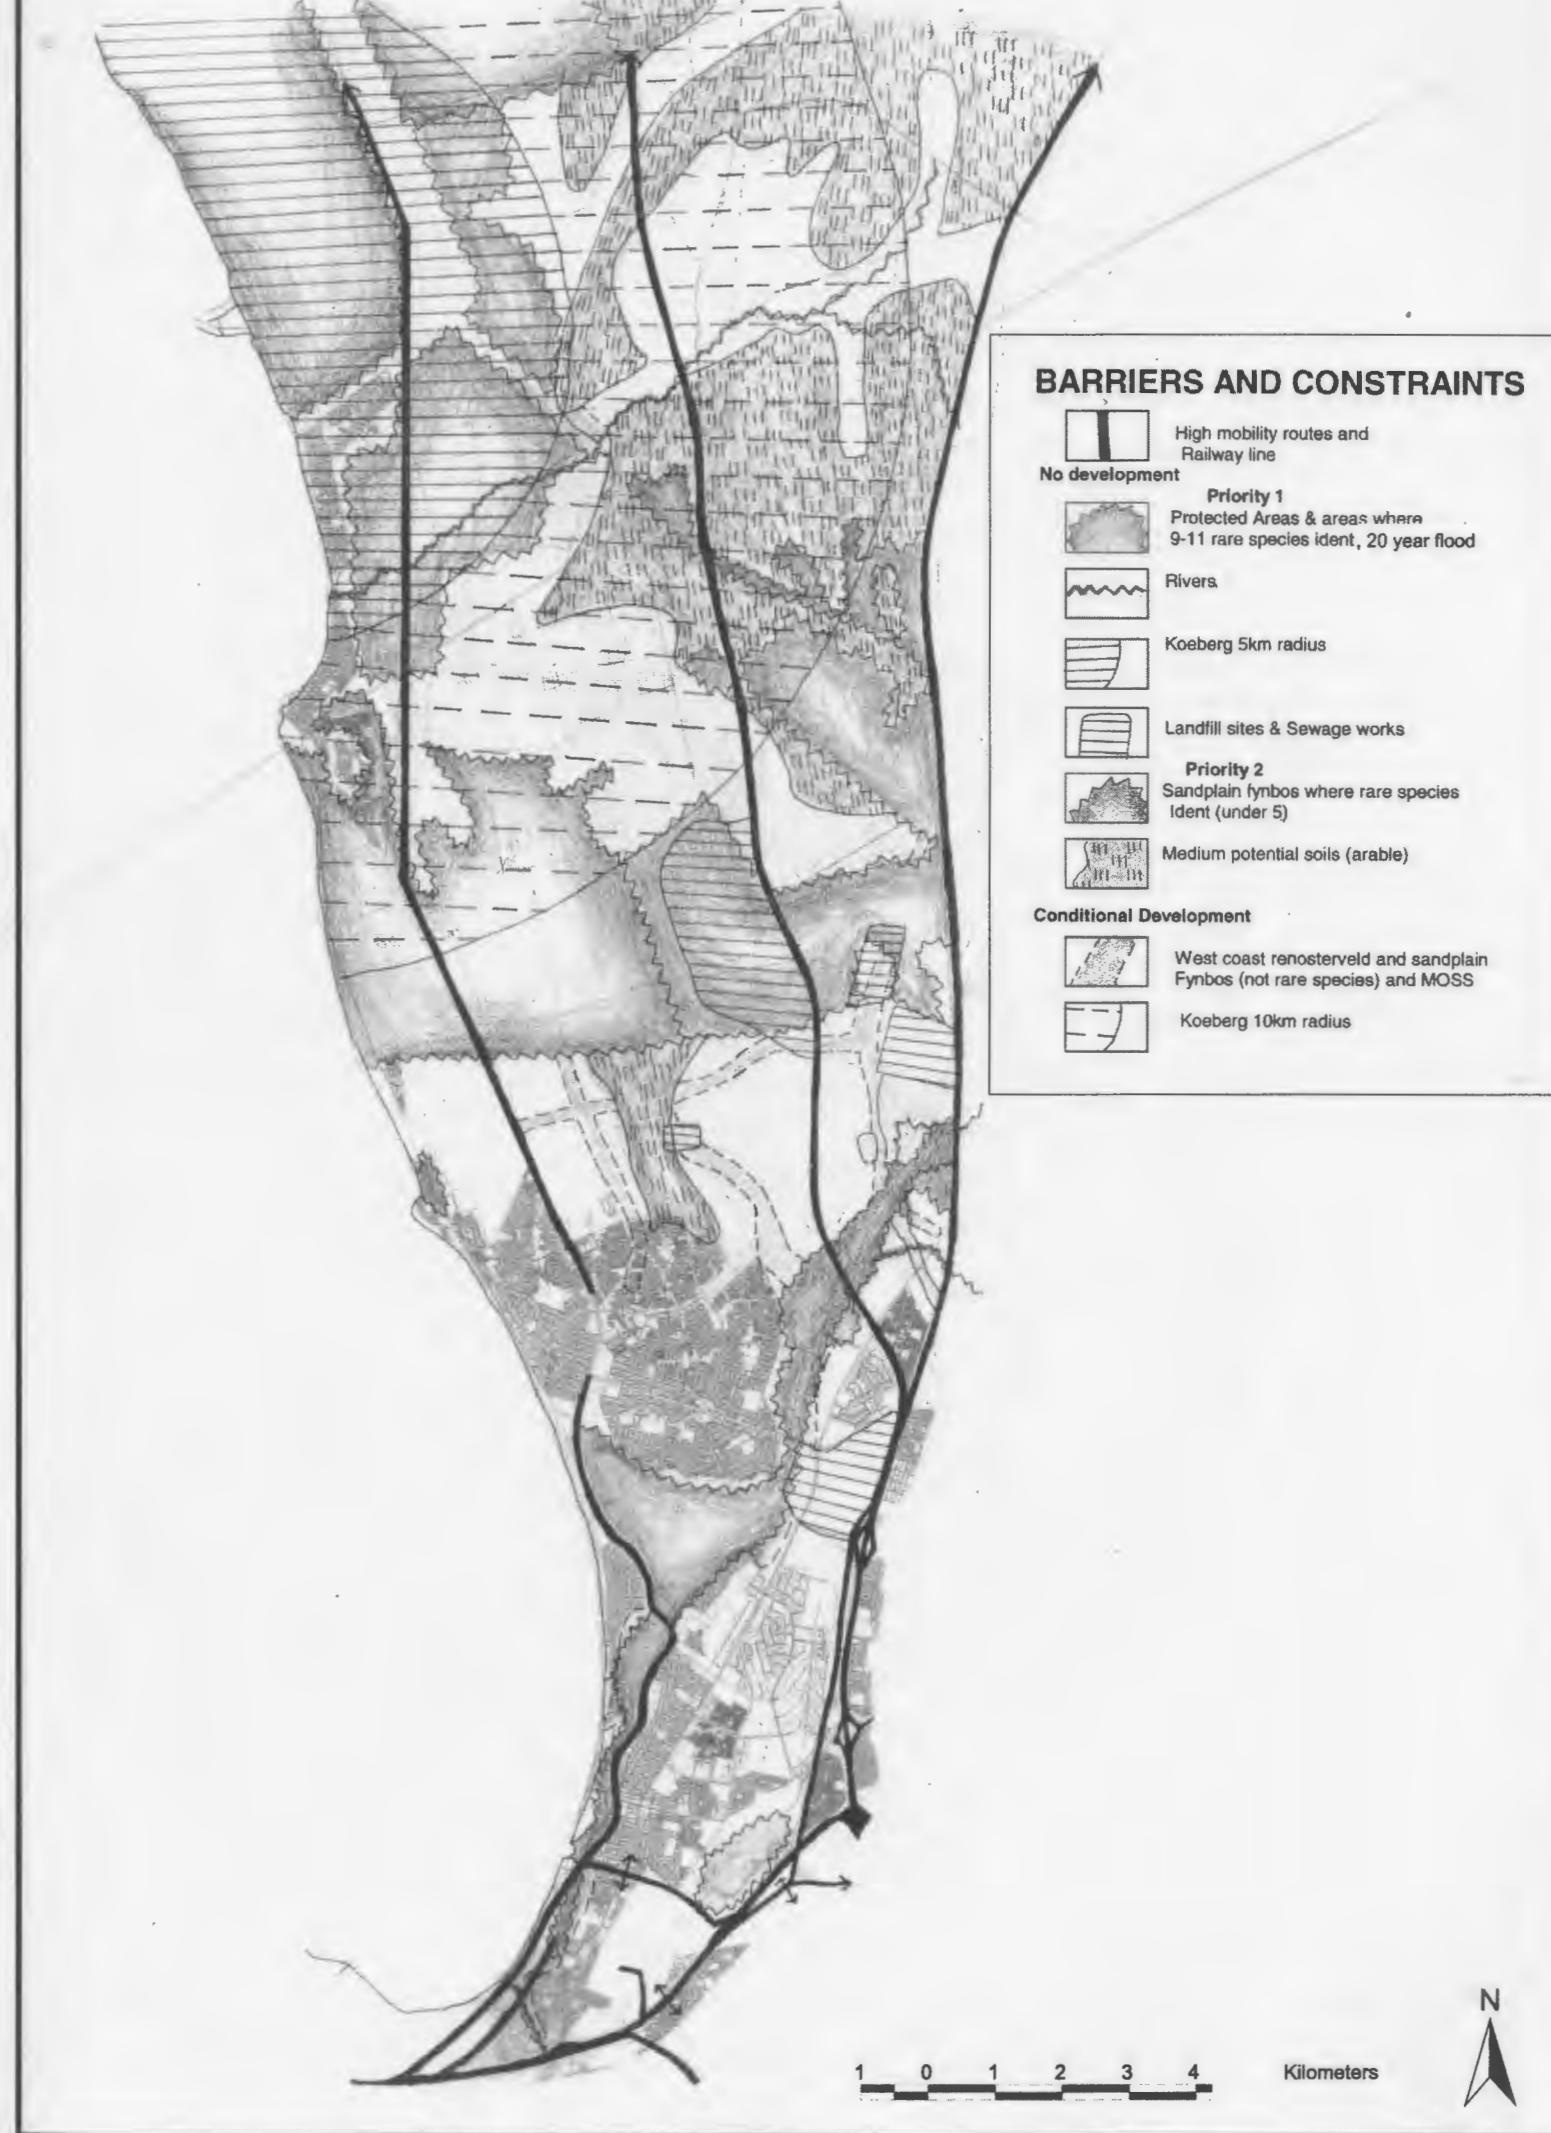 BARRIERS AND CONSTRAINTS
High mobility routes and
Railway line
No development
Priority 1
Protected Areas & areas where
9-11 rare species ident, 20 year flood
Rivers
Koeberg 5km radius
Landfill sites & Sewage works
Priority 2
Sandplain fynbos where rare species
Ident (under 5)
Medium potential soils (arable)
Conditional Development
West coast renosterveld and sandplain
Fynbos (not rare species) and MOSS
Koeberg 10km radius
N
1 0 1 2 3 4 Kilometers